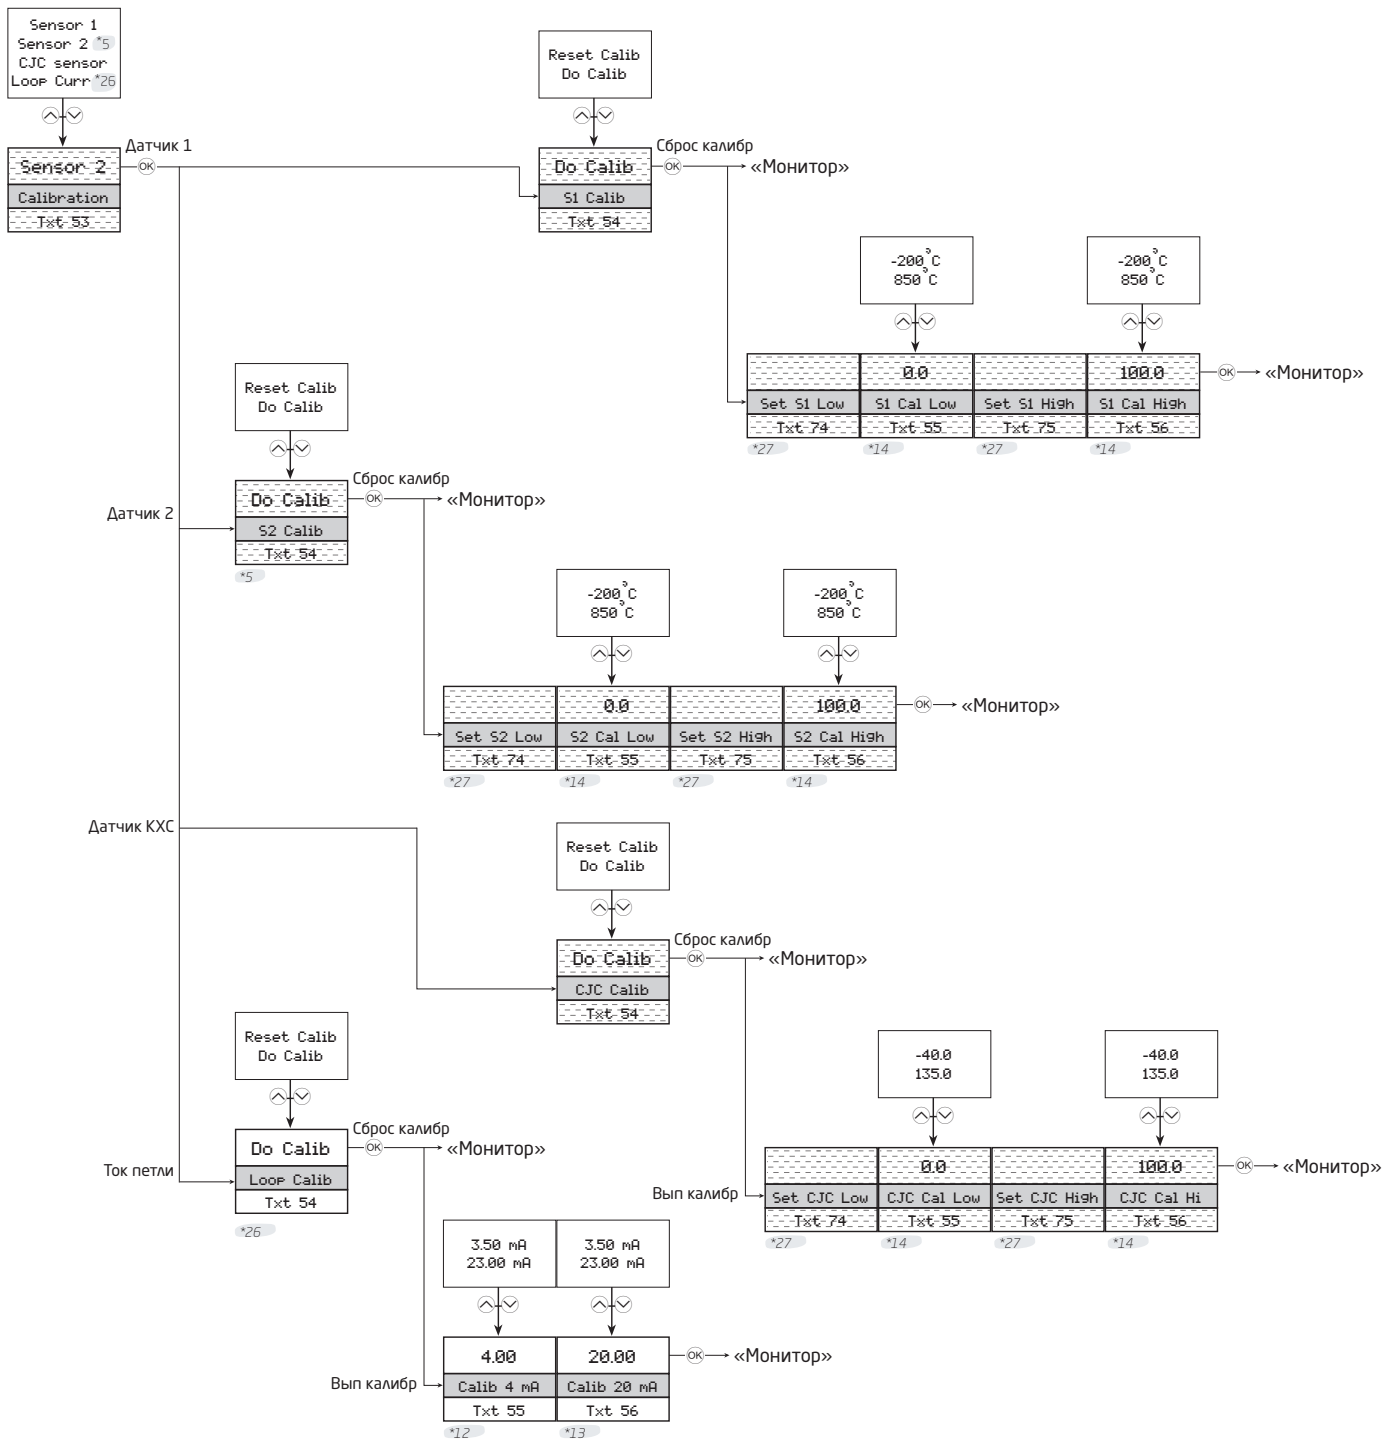 Sensor 1
Sensor 2 *5
CJC sensor
Loop Curr *26
Sensor 2
Calibration
Txt 53
OK
Датчик 1
Reset Calib
Do Calib
Do Calib
S1 Calib
Txt 54
Сброс калибр
OK
«Монитор»
-200°C
850°C
-200°C
850°C
0.0
100.0
OK
«Монитор»
Set S1 Low
S1 Cal Low
Set S1 High
S1 Cal High
Txt 74
Txt 55
Txt 75
Txt 56
*27
*14
*27
*14
Reset Calib
Do Calib
Датчик 2
Do Calib
S2 Calib
Txt 54
*5
Сброс калибр
OK
«Монитор»
-200°C
850°C
-200°C
850°C
0.0
100.0
OK
«Монитор»
Set S2 Low
S2 Cal Low
Set S2 High
S2 Cal High
Txt 74
Txt 55
Txt 75
Txt 56
*27
*14
*27
*14
Датчик КХС
Reset Calib
Do Calib
Do Calib
CJC Calib
Txt 54
Сброс калибр
OK
«Монитор»
-40.0
135.0
-40.0
135.0
Вып калибр
0.0
100.0
OK
«Монитор»
Set CJC Low
CJC Cal Low
Set CJC High
CJC Cal Hi
Txt 74
Txt 55
Txt 75
Txt 56
*27
*14
*27
*14
Reset Calib
Do Calib
Ток петли
Do Calib
Loop Calib
Txt 54
*26
Сброс калибр
OK
«Монитор»
3.50 mA
23.00 mA
3.50 mA
23.00 mA
Вып калибр
4.00
20.00
OK
«Монитор»
Calib 4 mA
Calib 20 mA
Txt 55
Txt 56
*12
*13